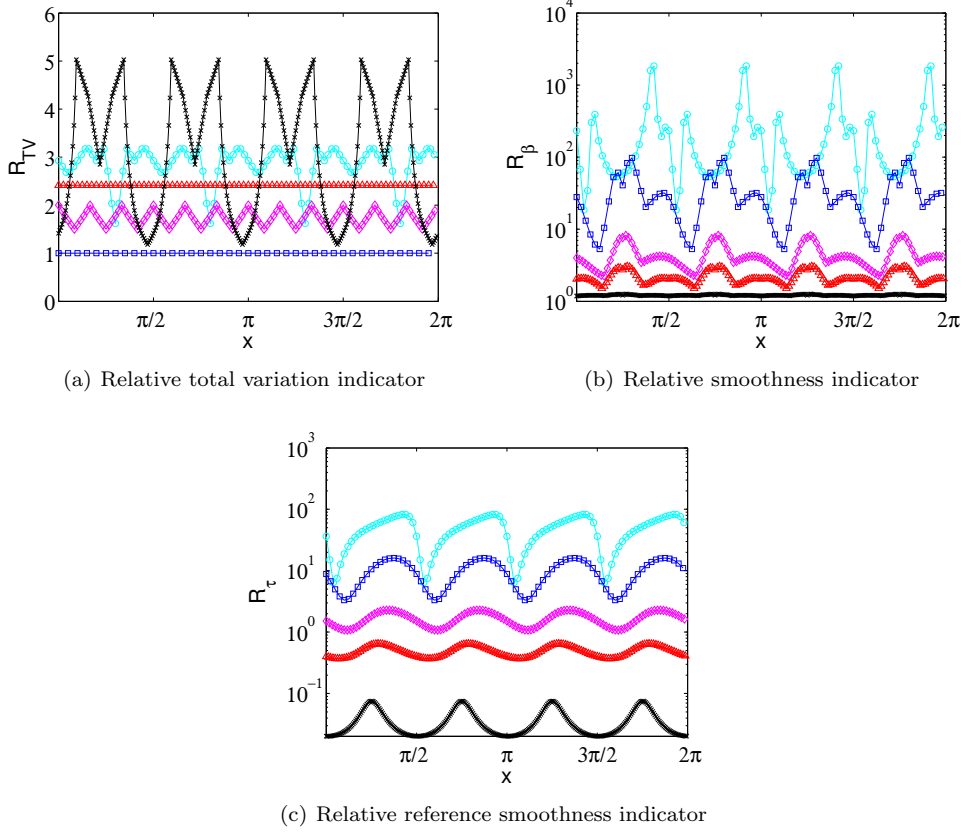 6
5
4
3
2
1
0
R_TV
π/2 π 3π/2 2π
x
(a) Relative total variation indicator
10^4
10^3
10^2
10^1
10^0
R_β
π/2 π 3π/2 2π
x
(b) Relative smoothness indicator
10^3
10^2
10^1
10^0
10^-1
R_τ
π/2 π 3π/2 2π
x
(c) Relative reference smoothness indicator